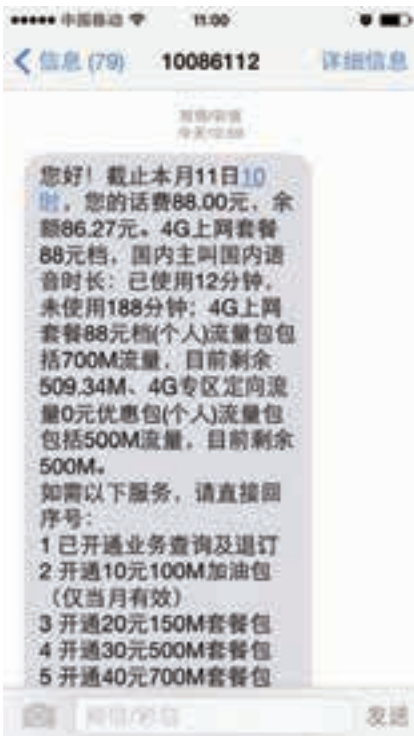 中国移动 11:00
信息 (79) 10086112 详细信息
短信/彩信
您好！截止本月11日10
时，您的话费88.00元，余
额86.27元。4G上网套餐
88元档，国内主叫国内语
音时长：已使用12分钟，
未使用188分钟；4G上网
套餐88元档(个人)流量包包
括700M流量，目前剩余
509.34M、4G专区定向流
量0元优惠包(个人)流量包
包括500M流量，目前剩余
500M。
如需以下服务，请直接回
序号：
1 已开通业务查询及退订
2 开通10元100M加油包
（仅当月有效）
3 开通20元150M套餐包
4 开通30元500M套餐包
5 开通40元700M套餐包
短信/彩信 发送